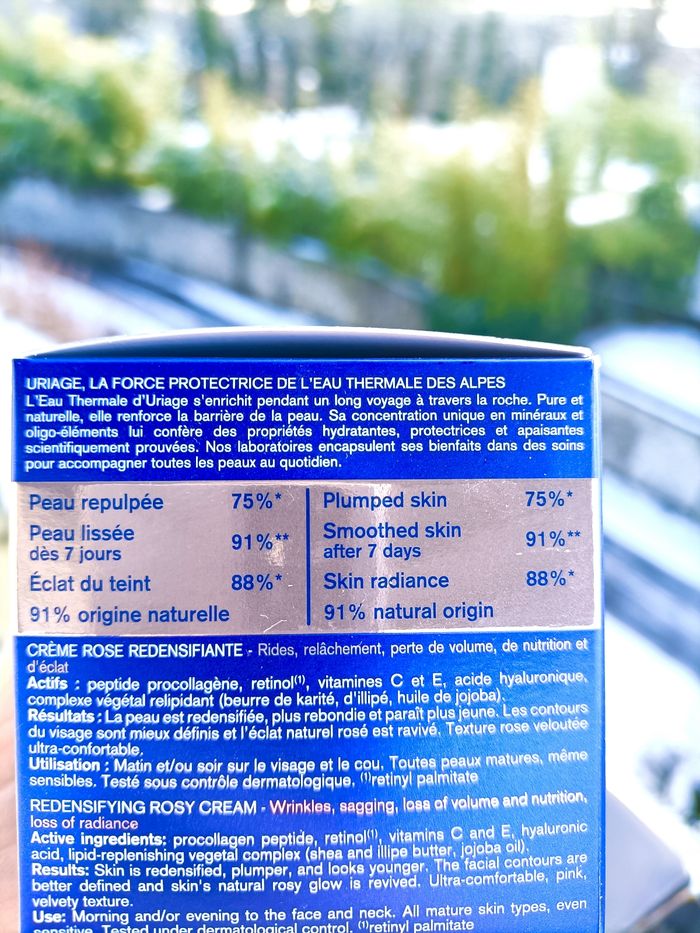 URIAGE, LA FORCE PROTECTRICE DE L'EAU THERMALE DES ALPES
L'Eau Thermale d'Uriage s'enrichit pendant un long voyage à travers la roche. Pure et
naturelle, elle renforce la barrière de la peau. Sa concentration unique en minéraux et
oligo-éléments lui confère des propriétés hydratantes, protectrices et apaisantes
scientifiquement prouvées. Nos laboratoires encapsulent ses bienfaits dans des soins
pour accompagner toutes les peaux au quotidien.
Peau repulpée 75%*
Peau lissée
dès 7 jours 91%**
Éclat du teint 88%*
91% origine naturelle
Plumped skin 75%*
Smoothed skin
after 7 days 91%**
Skin radiance 88%*
91% natural origin
CRÈME ROSE REDENSIFIANTE - Rides, relâchement, perte de volume, de nutrition et
d'éclat
Actifs : peptide procollagène, retinol(1), vitamines C et E, acide hyaluronique,
complexe végétal relipidant (beurre de karité, d'illipé, huile de jojoba).
Résultats : La peau est redensifiée, plus rebondie et paraît plus jeune. Les contours
du visage sont mieux définis et l'éclat naturel rosé est ravivé. Texture rose veloutée
ultra-confortable.
Utilisation : Matin et/ou soir sur le visage et le cou. Toutes peaux matures, même
sensibles. Testé sous contrôle dermatologique. (1)retinyl palmitate
REDENSIFYING ROSY CREAM - Wrinkles, sagging, loss of volume and nutrition,
loss of radiance
Active ingredients: procollagen peptide, retinol(1), vitamins C and E, hyaluronic
acid, lipid-replenishing vegetal complex (shea and illipe butter, jojoba oil).
Results: Skin is redensified, plumper, and looks younger. The facial contours are
better defined and skin's natural rosy glow is revived. Ultra-comfortable, pink,
velvety texture.
Use: Morning and/or evening to the face and neck. All mature skin types, even
sensitive. Tested under dermatological control. (1)retinyl palmitate